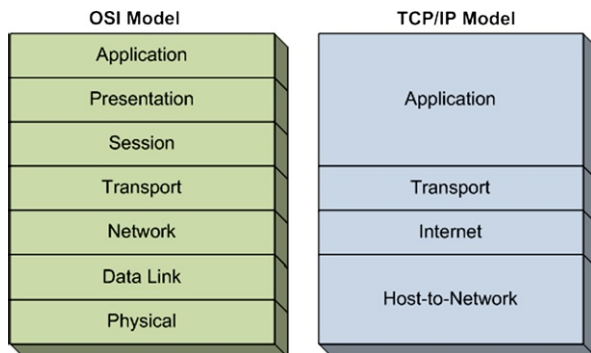 OSI Model
Application
Presentation
Session
Transport
Network
Data Link
Physical
TCP/IP Model
Application
Transport
Internet
Host-to-Network